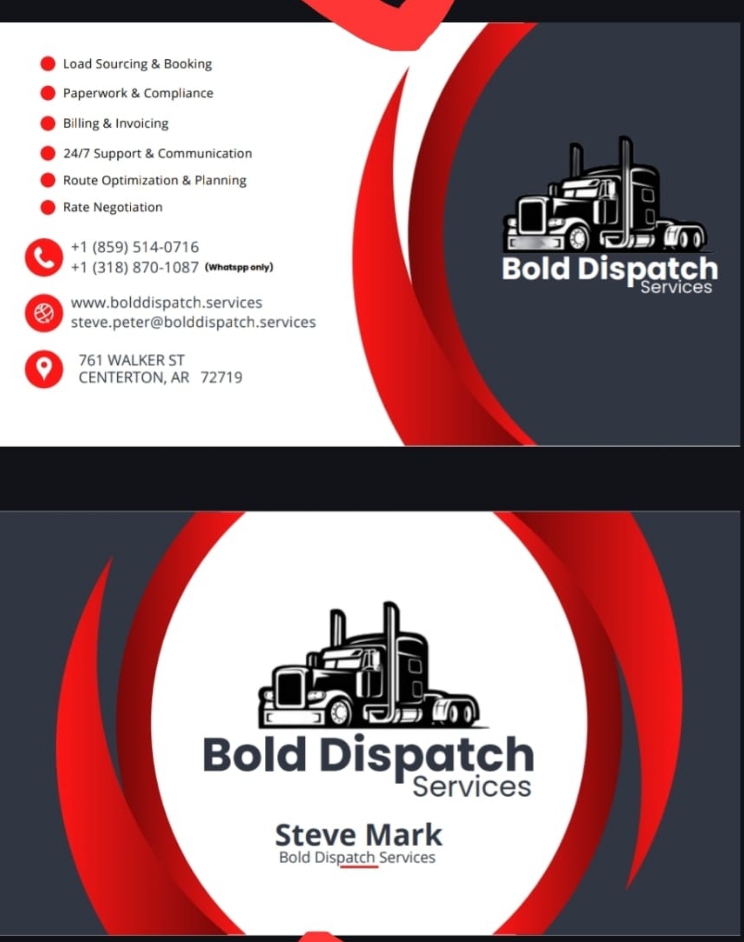 Load Sourcing & Booking
Paperwork & Compliance
Billing & Invoicing
24/7 Support & Communication
Route Optimization & Planning
Rate Negotiation
+1 (859) 514-0716
+1 (318) 870-1087 (Whatspp only)
www.bolddispatch.services
steve.peter@bolddispatch.services
761 WALKER ST
CENTERTON, AR 72719
Bold Dispatch
Services
Bold Dispatch
Services
Steve Mark
Bold Dispatch Services